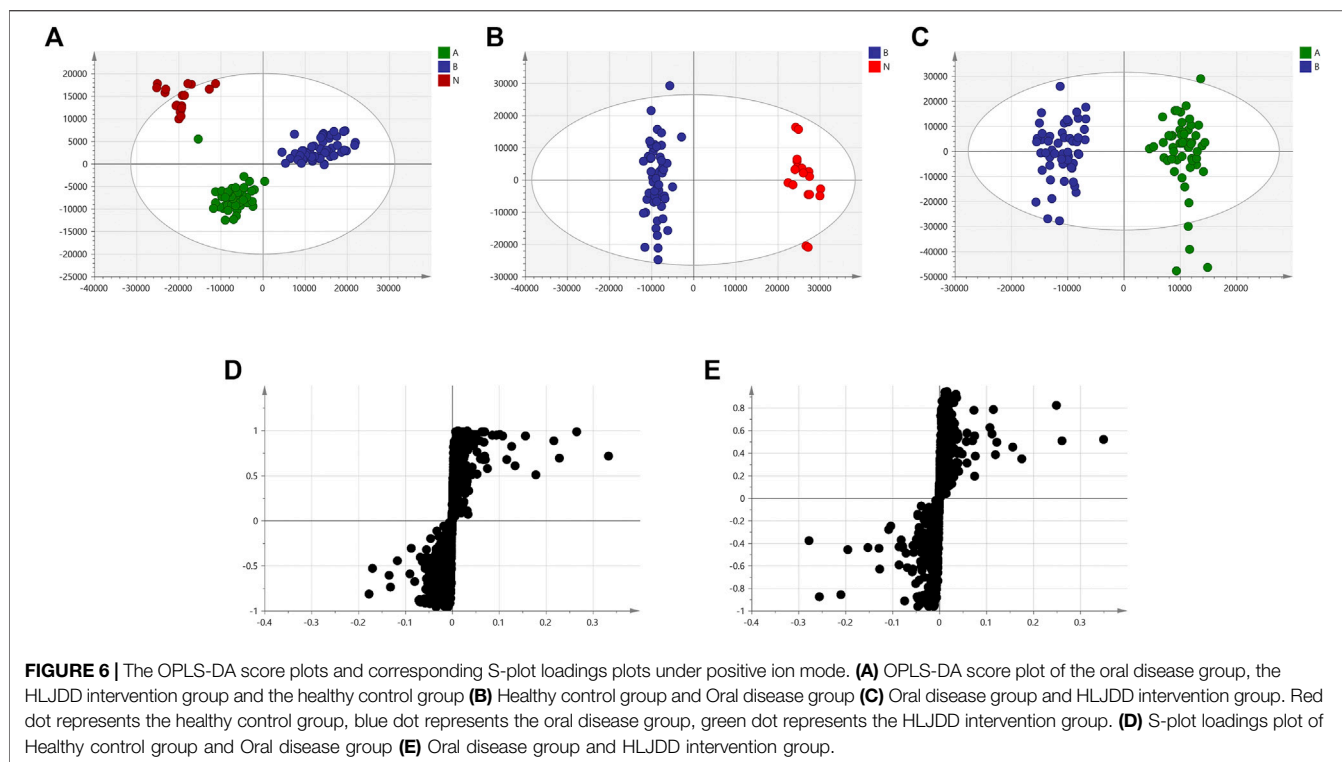 A
B
C
A
B
N
B
N
A
B
20000
15000
10000
5000
0
-5000
-10000
-15000
-20000
-25000
-40000 -30000 -20000 -10000 0 10000 20000 30000
30000
20000
10000
0
-10000
-20000
-30000
-40000 -30000 -20000 -10000 0 10000 20000 30000
30000
20000
10000
0
-10000
-20000
-30000
-40000
-50000
-30000 -20000 -10000 0 10000 20000
D
E
1
0.5
0
-0.5
-1
-0.4 -0.3 -0.2 -0.1 0 0.1 0.2 0.3
0.8
0.6
0.4
0.2
0
-0.2
-0.4
-0.6
-0.8
-1
-0.4 -0.3 -0.2 -0.1 0 0.1 0.2 0.3
FIGURE 6 | The OPLS-DA score plots and corresponding S-plot loadings plots under positive ion mode. (A) OPLS-DA score plot of the oral disease group, the
HLJDD intervention group and the healthy control group (B) Healthy control group and Oral disease group (C) Oral disease group and HLJDD intervention group. Red
dot represents the healthy control group, blue dot represents the oral disease group, green dot represents the HLJDD intervention group. (D) S-plot loadings plot of
Healthy control group and Oral disease group (E) Oral disease group and HLJDD intervention group.